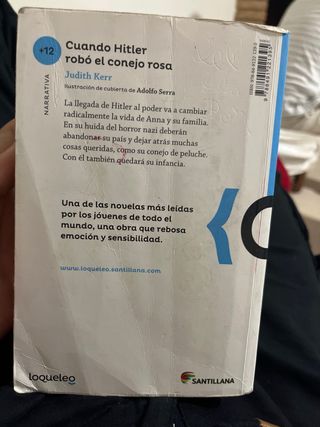 +12
NARRATIVA
Cuando Hitler
robó el conejo rosa
Judith Kerr
Ilustración de cubierta de Adolfo Serra
La llegada de Hitler al poder va a cambiar
radicalmente la vida de Anna y su familia.
En su huida del horror nazi deberán
abandonar su país y dejar atrás muchas
cosas queridas, como su conejo de peluche.
Con él también quedará su infancia.
Una de las novelas más leídas
por los jóvenes de todo el
mundo, una obra que rebosa
emoción y sensibilidad.
www.loqueleo.santillana.com
loqueleo
SANTILLANA